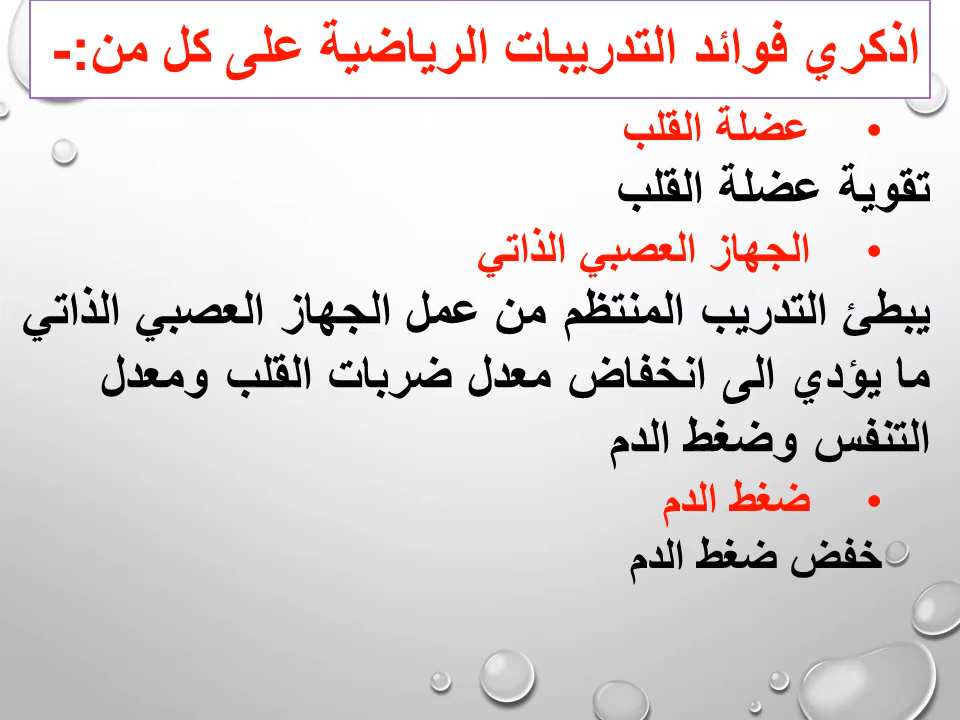 اذكري فوائد التدريبات الرياضية على كل من:-
• عضلة القلب
تقوية عضلة القلب
• الجهاز العصبي الذاتي
يبطئ التدريب المنتظم من عمل الجهاز العصبي الذاتي
ما يؤدي الى انخفاض معدل ضربات القلب ومعدل
التنفس وضغط الدم
• ضغط الدم
خفض ضغط الدم